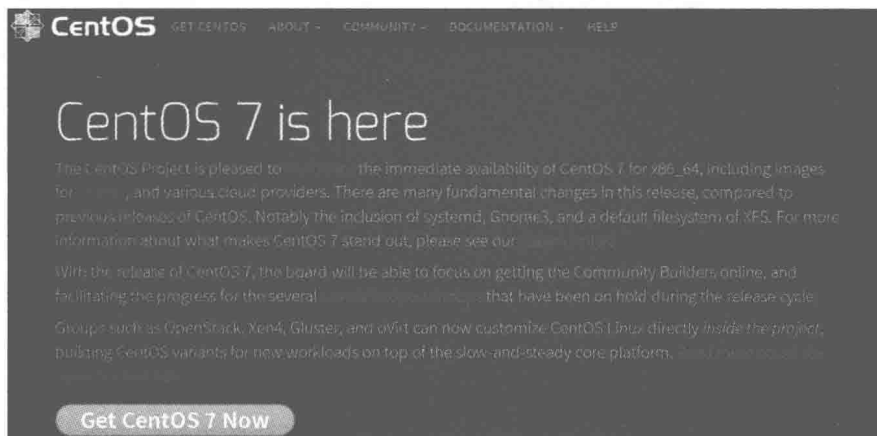 CentOS GET CENTOS ABOUT COMMUNITY DOCUMENTATION HELP
CentOS 7 is here
The CentOS Project is pleased to the immediate availability of CentOS 7 for x86_64, including images
for , and various cloud providers. There are many fundamental changes in this release, compared to
previous releases of CentOS. Notably the inclusion of systemd, Gnome3, and a default filesystem of XFS. For more
information about what makes CentOS 7 stand out, please see our
With the release of CentOS 7, the board will be able to focus on getting the Community Builders online, and
facilitating the progress for the several that have been on hold during the release cycle.
Groups such as OpenStack, Xen4, Gluster, and oVirt can now customize CentOS Linux directly inside the project,
building CentOS variants for new workloads on top of the slow-and-steady core platform.
Get CentOS 7 Now